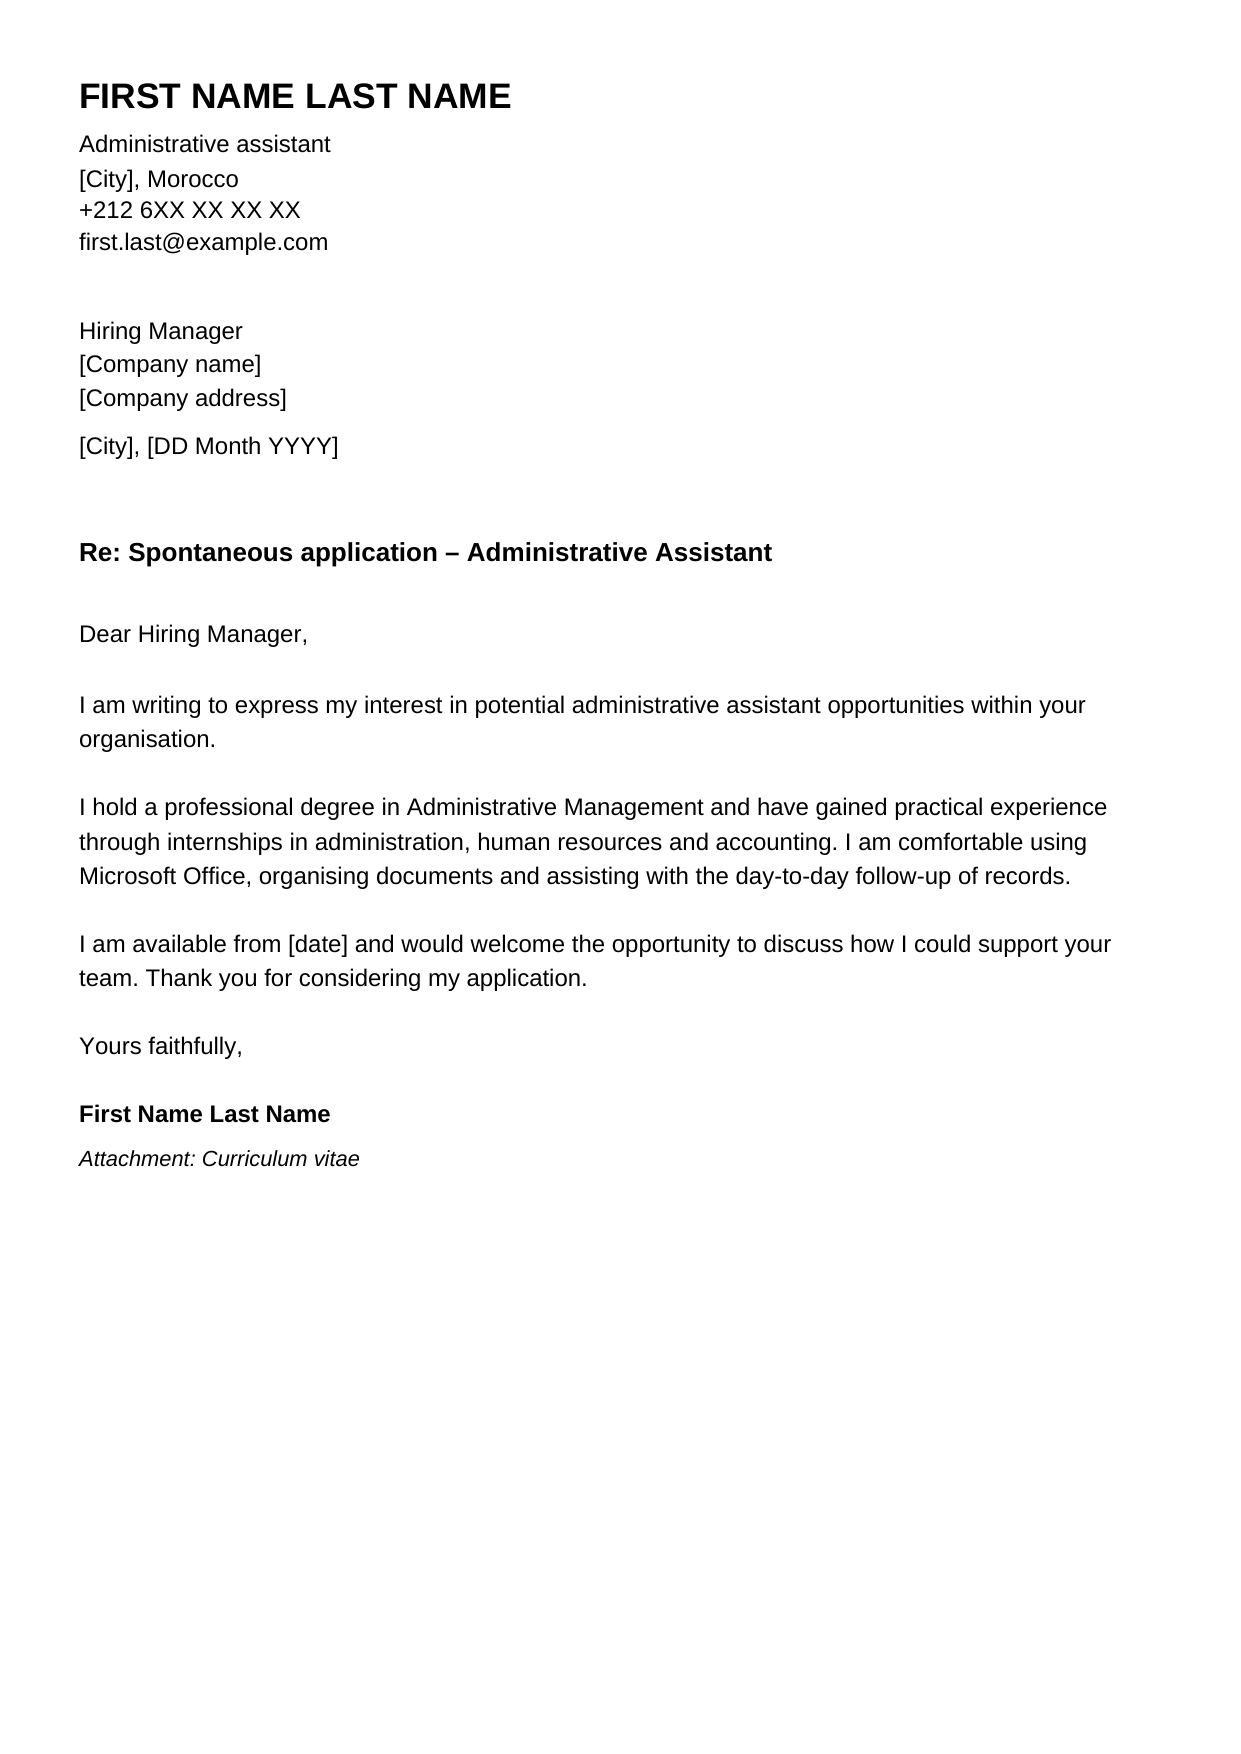 FIRST NAME LAST NAME
Administrative assistant
[City], Morocco
+212 6XX XX XX XX
first.last@example.com
Hiring Manager
[Company name]
[Company address]
[City], [DD Month YYYY]
Re: Spontaneous application – Administrative Assistant
Dear Hiring Manager,
I am writing to express my interest in potential administrative assistant opportunities within your
organisation.
I hold a professional degree in Administrative Management and have gained practical experience
through internships in administration, human resources and accounting. I am comfortable using
Microsoft Office, organising documents and assisting with the day-to-day follow-up of records.
I am available from [date] and would welcome the opportunity to discuss how I could support your
team. Thank you for considering my application.
Yours faithfully,
First Name Last Name
Attachment: Curriculum vitae